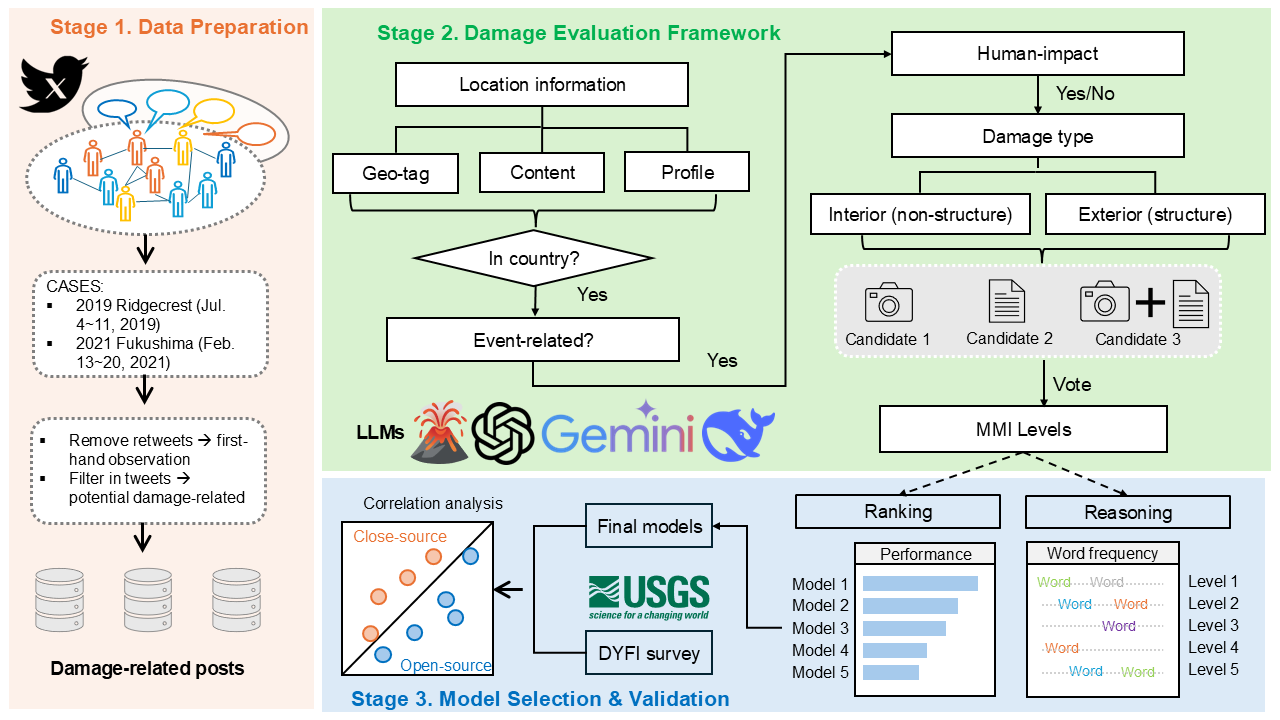 Stage 1. Data Preparation
X
CASES:
▪ 2019 Ridgecrest (Jul.
4~11, 2019)
▪ 2021 Fukushima (Feb.
13~20, 2021)
▪ Remove retweets → first-
hand observation
▪ Filter in tweets →
potential damage-related
Damage-related posts
Stage 2. Damage Evaluation Framework
Location information
Geo-tag
Content
Profile
In country?
Yes
Event-related?
Yes
LLMs
Gemini
Human-impact
Yes/No
Damage type
Interior (non-structure)
Exterior (structure)
Candidate 1
Candidate 2
Candidate 3
Vote
MMI Levels
Ranking
Reasoning
Performance
Model 1
Model 2
Model 3
Model 4
Model 5
Word frequency
Word Word
Word Word
Word
Word
Word Word
Level 1
Level 2
Level 3
Level 4
Level 5
Final models
USGS
science for a changing world
DYFI survey
Correlation analysis
Close-source
Open-source
Stage 3. Model Selection & Validation